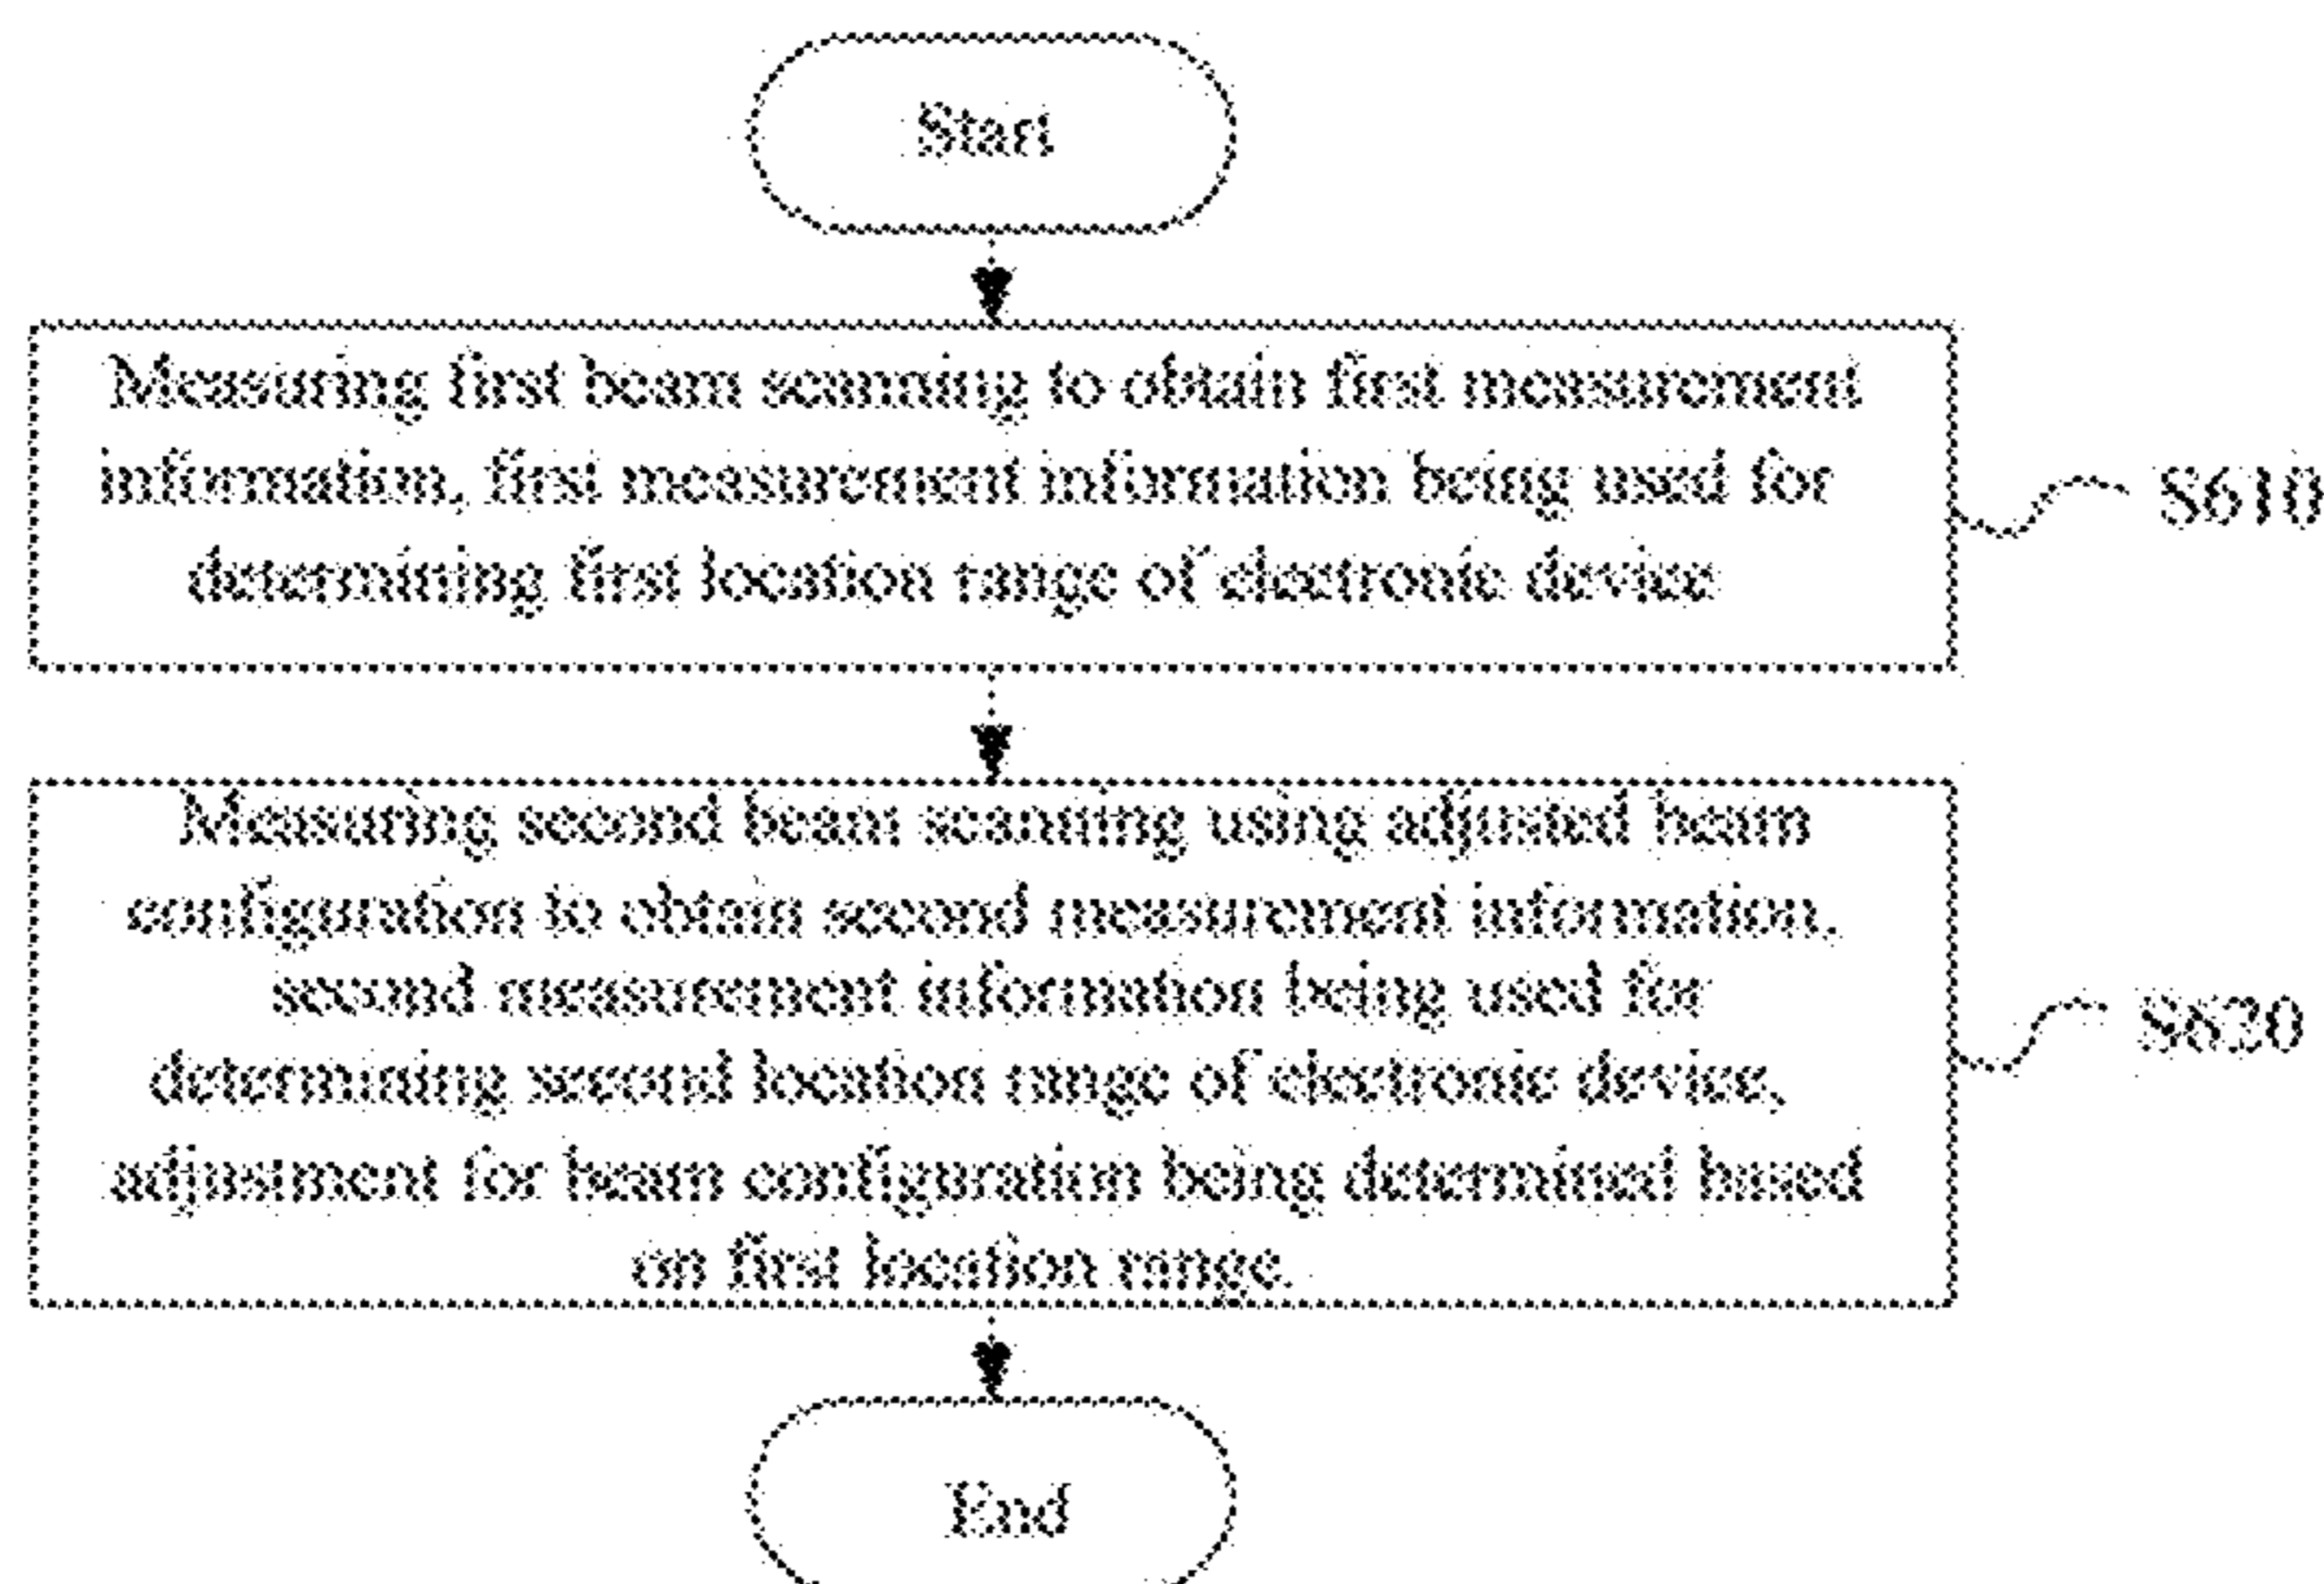 Start
Measuring first beam scanning to obtain first measurement
information, first measurement information being used for
S610
determining first location range of electronic device
Measuring second beam scanning using adjusted beam
configuration to obtain second measurement information,
second measurement information being used for
determining second location range of electronic device,
adjustment for beam configuration being determined based
on first location range.
End